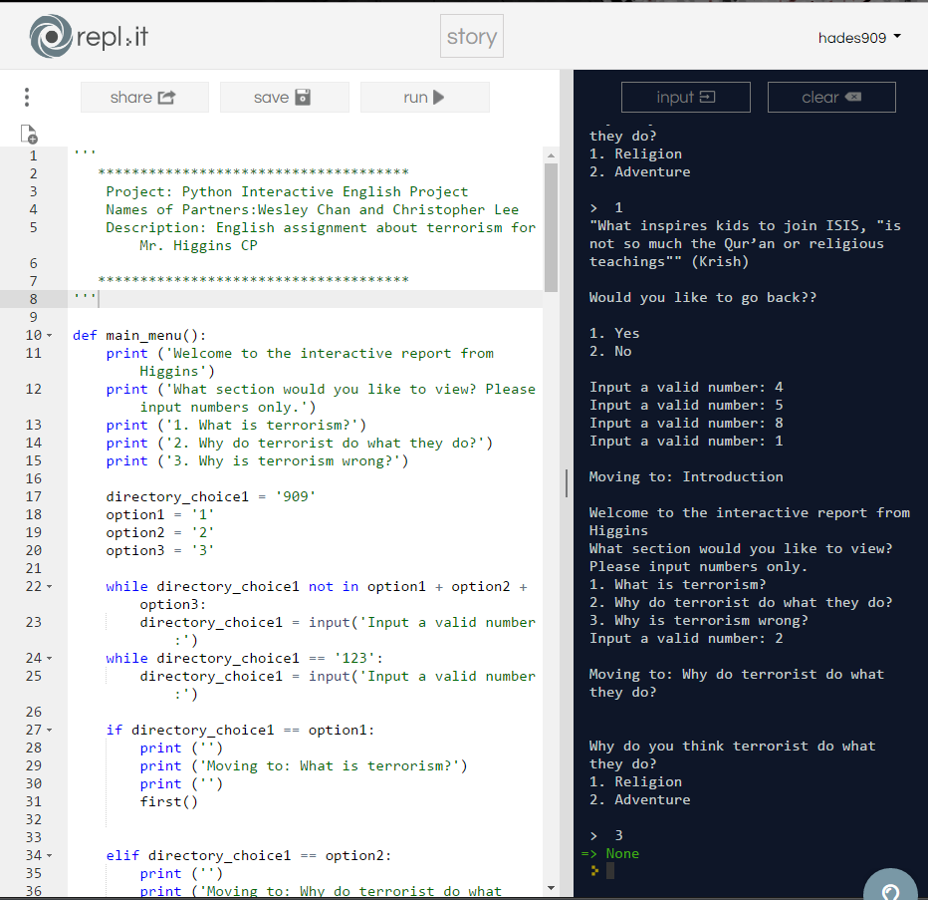 repl.it
story
hades909
share
save
run
input
clear
1 '''
2 *************************************
3 Project: Python Interactive English Project
4 Names of Partners:Wesley Chan and Christopher Lee
5 Description: English assignment about terrorism for
Mr. Higgins CP
6
7 *************************************
8 '''
9
10 def main_menu():
11 print ('Welcome to the interactive report from
Higgins')
12 print ('What section would you like to view? Please
input numbers only.')
13 print ('1. What is terrorism?')
14 print ('2. Why do terrorist do what they do?')
15 print ('3. Why is terrorism wrong?')
16
17 directory_choice1 = '909'
18 option1 = '1'
19 option2 = '2'
20 option3 = '3'
21
22 while directory_choice1 not in option1 + option2 +
option3:
23 directory_choice1 = input('Input a valid number
:')
24 while directory_choice1 == '123':
25 directory_choice1 = input('Input a valid number
:')
26
27 if directory_choice1 == option1:
28 print ('')
29 print ('Moving to: What is terrorism?')
30 print ('')
31 first()
32
33
34 elif directory_choice1 == option2:
35 print ('')
36 print ('Moving to: Why do terrorist do what
they do?
1. Religion
2. Adventure
> 1
"What inspires kids to join ISIS, "is
not so much the Qur’an or religious
teachings"" (Krish)
Would you like to go back??
1. Yes
2. No
Input a valid number: 4
Input a valid number: 5
Input a valid number: 8
Input a valid number: 1
Moving to: Introduction
Welcome to the interactive report from
Higgins
What section would you like to view?
Please input numbers only.
1. What is terrorism?
2. Why do terrorist do what they do?
3. Why is terrorism wrong?
Input a valid number: 2
Moving to: Why do terrorist do what
they do?
Why do you think terrorist do what
they do?
1. Religion
2. Adventure
> 3
=> None